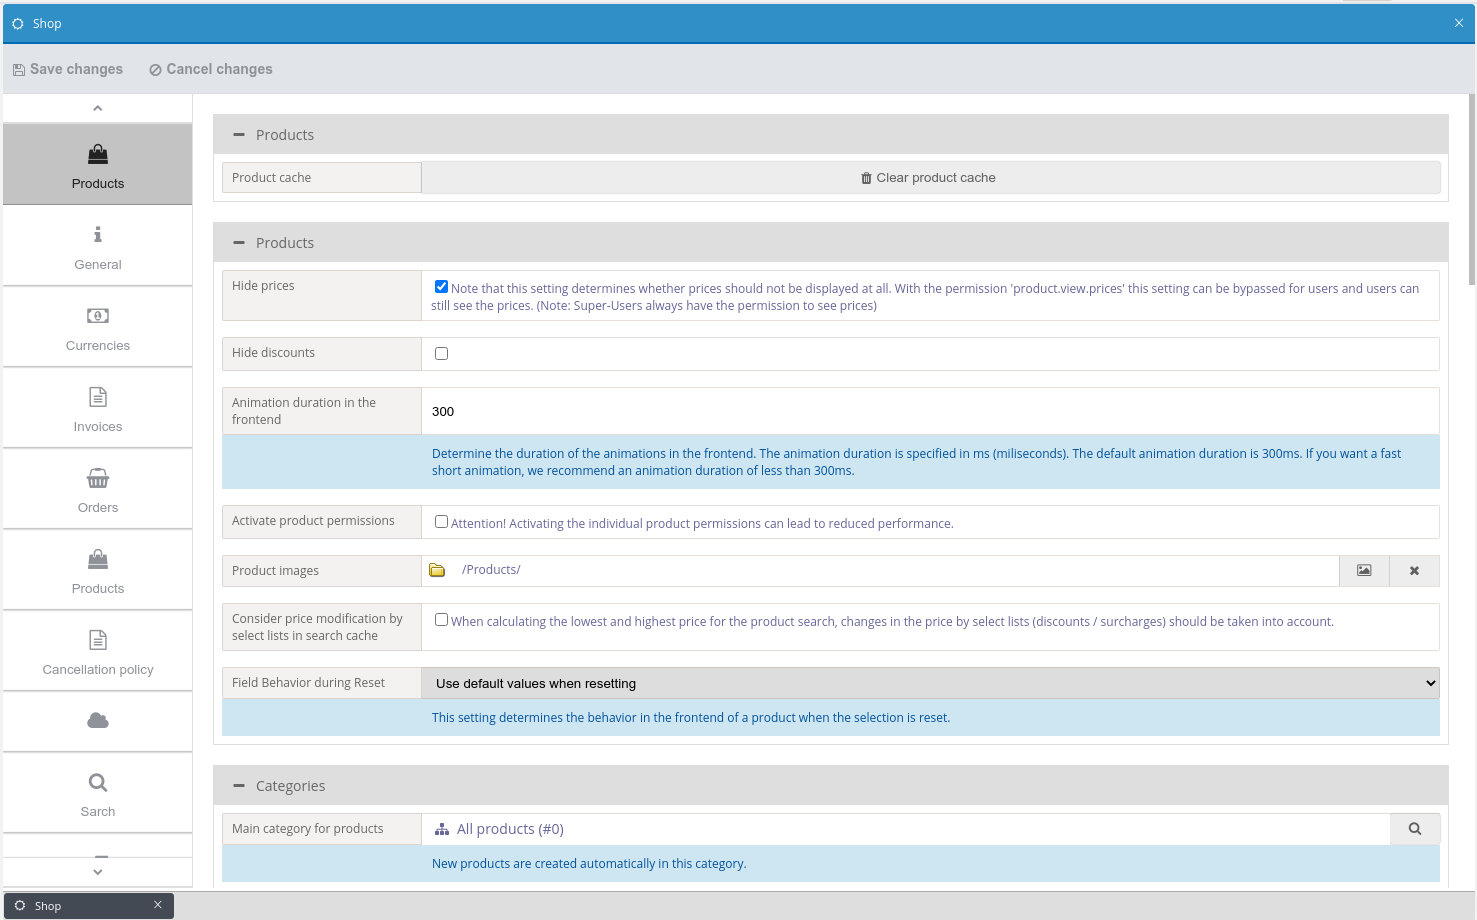 Shop
Save changes Cancel changes
Products
General
Currencies
Invoices
Orders
Products
Cancellation policy
Sarch
Products
Product cache
Clear product cache
Products
Hide prices
Note that this setting determines whether prices should not be displayed at all. With the permission 'product.view.prices' this setting can be bypassed for users and users can
still see the prices. (Note: Super-Users always have the permission to see prices)
Hide discounts
Animation duration in the
frontend
300
Determine the duration of the animations in the frontend. The animation duration is specified in ms (miliseconds). The default animation duration is 300ms. If you want a fast
short animation, we recommend an animation duration of less than 300ms.
Activate product permissions
Attention! Activating the individual product permissions can lead to reduced performance.
Product images
/Products/
Consider price modification by
select lists in search cache
When calculating the lowest and highest price for the product search, changes in the price by select lists (discounts / surcharges) should be taken into account.
Field Behavior during Reset
Use default values when resetting
This setting determines the behavior in the frontend of a product when the selection is reset.
Categories
Main category for products
All products (#0)
New products are created automatically in this category.
Shop